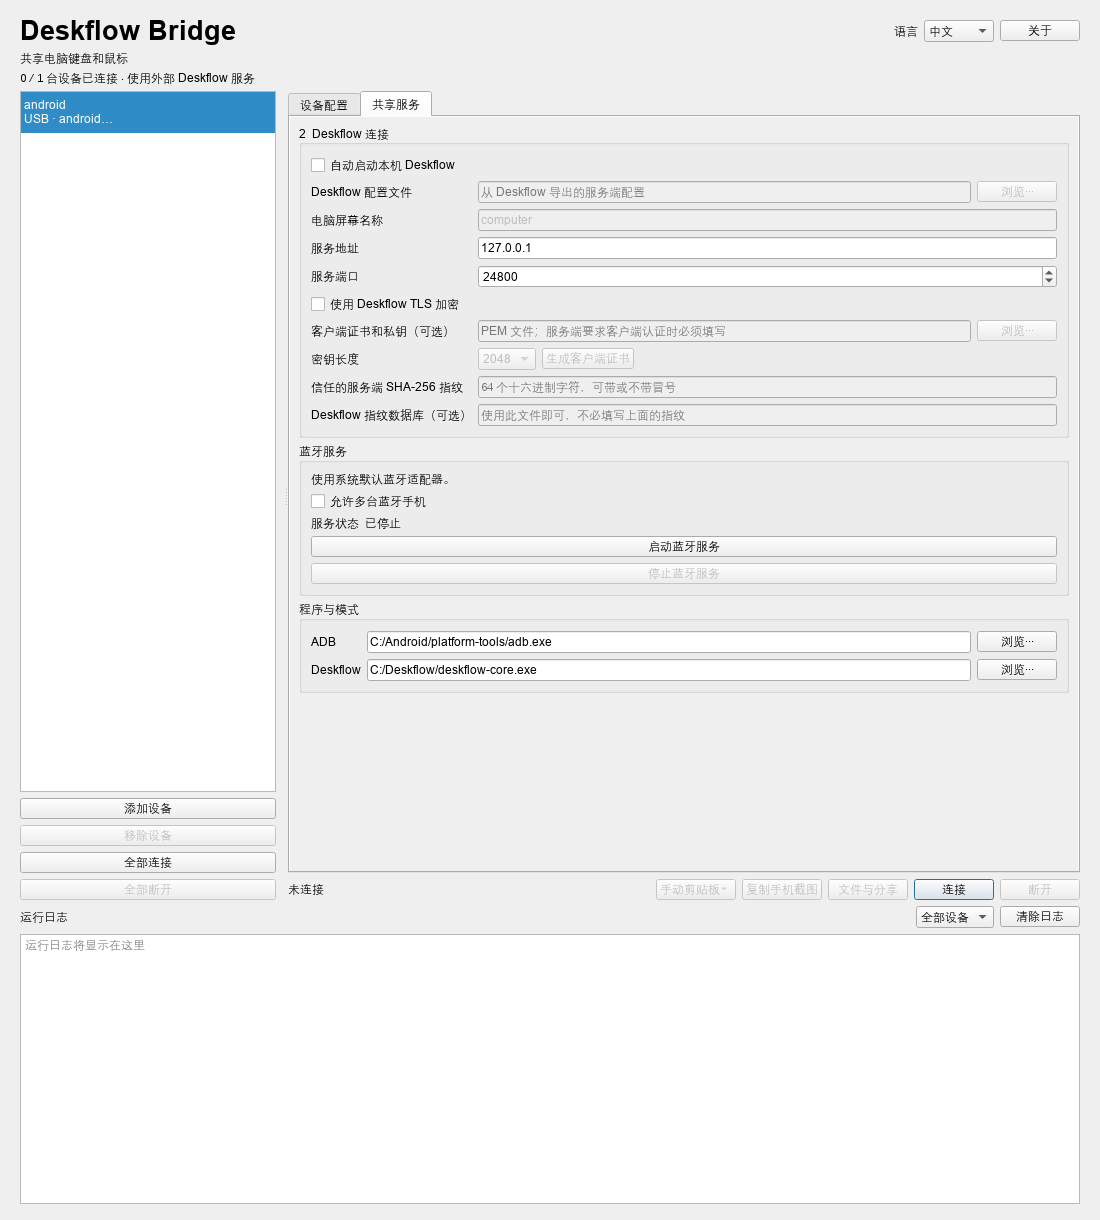 Deskflow Bridge
语言 中文 关于
共享电脑键盘和鼠标
0 / 1 台设备已连接 · 使用外部 Deskflow 服务
android
USB · android…
添加设备
移除设备
全部连接
全部断开
设备配置 共享服务
2 Deskflow 连接
自动启动本机 Deskflow
Deskflow 配置文件 从 Deskflow 导出的服务端配置 浏览…
电脑屏幕名称 computer
服务地址 127.0.0.1
服务端口 24800
使用 Deskflow TLS 加密
客户端证书和私钥（可选） PEM 文件；服务端要求客户端认证时必须填写 浏览…
密钥长度 2048 生成客户端证书
信任的服务端 SHA-256 指纹 64 个十六进制字符，可带或不带冒号
Deskflow 指纹数据库（可选） 使用此文件即可，不必填写上面的指纹
蓝牙服务
使用系统默认蓝牙适配器。
允许多台蓝牙手机
服务状态 已停止
启动蓝牙服务
停止蓝牙服务
程序与模式
ADB C:/Android/platform-tools/adb.exe 浏览…
Deskflow C:/Deskflow/deskflow-core.exe 浏览…
未连接 手动剪贴板 复制手机截图 文件与分享 连接 断开
运行日志 全部设备 清除日志
运行日志将显示在这里